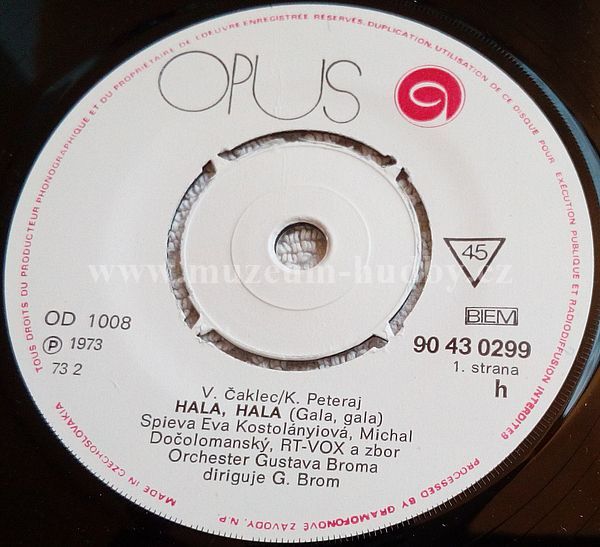 TOUS DROITS DU PRODUCTEUR PHONOGRAPHIQUE ET DU PROPRIÉTAIRE DE L'OEUVRE ENREGISTRÉE RÉSERVÉS. DUPLICATION, UTILISATION DE CE DISQUE POUR EXÉCUTION PUBLIQUE ET RADIODIFFUSION INTERDITES
OPUS
45
www.muzeum-hudby.cz
BIEM
OD 1008
℗ 1973
73 2
90 43 0299
1. strana
h
V. Čaklec/K. Peteraj
HALA, HALA (Gala, gala)
Spieva Eva Kostolányiová, Michal
Dočolomanský, RT-VOX a zbor
Orchester Gustava Broma
diriguje G. Brom
MADE IN CZECHOSLOVAKIA
PROCESSED BY GRAMOFONOVÉ ZÁVODY, N.P.